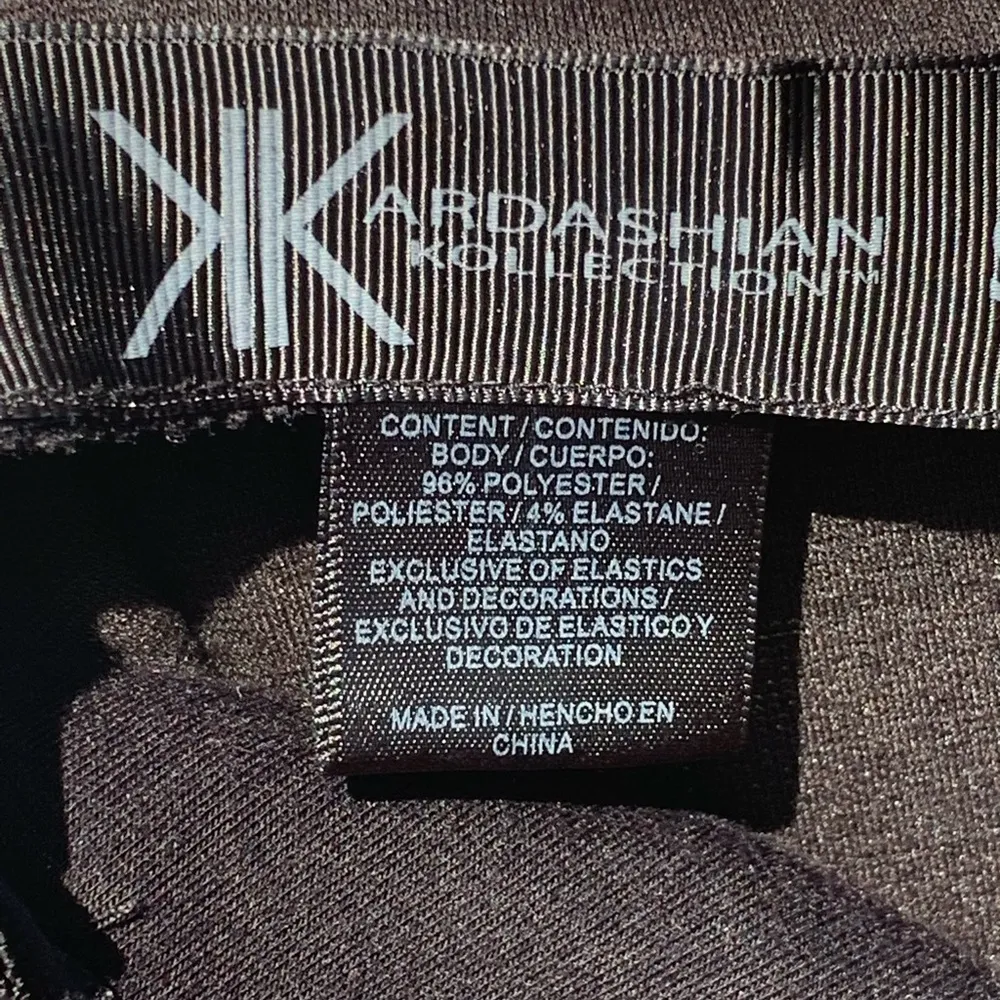 KARDASHIAN
KOLLECTION™
CONTENT / CONTENIDO:
BODY / CUERPO:
96% POLYESTER /
POLIESTER / 4% ELASTANE /
ELASTANO
EXCLUSIVE OF ELASTICS
AND DECORATIONS /
EXCLUSIVO DE ELASTICO Y
DECORATION
MADE IN / HENCHO EN
CHINA